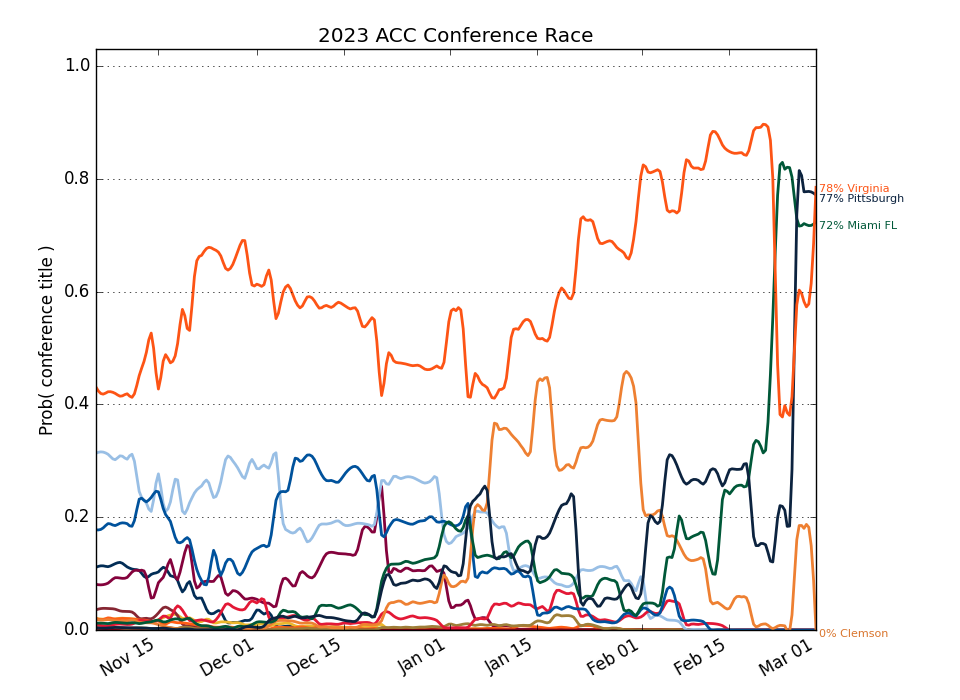 2023 ACC Conference Race
Prob( conference title )
1.0
0.8
0.6
0.4
0.2
0.0
78% Virginia
77% Pittsburgh
72% Miami FL
0% Clemson
Nov 15
Dec 01
Dec 15
Jan 01
Jan 15
Feb 01
Feb 15
Mar 01